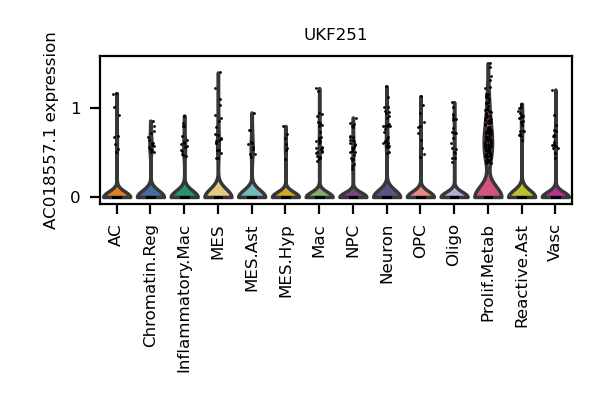 UKF251
AC018557.1 expression
1
0
AC
Chromatin.Reg
Inflammatory.Mac
MES
MES.Ast
MES.Hyp
Mac
NPC
Neuron
OPC
Oligo
Prolif.Metab
Reactive.Ast
Vasc